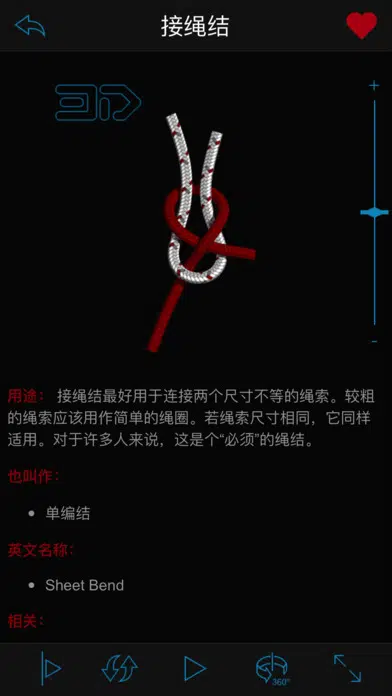 接绳结
3D
+
-
用途： 接绳结最好用于连接两个尺寸不等的绳索。较粗
的绳索应该用作简单的绳圈。若绳索尺寸相同，它同样
适用。对于许多人来说，这是个“必须”的绳结。
也叫作：
• 单编结
英文名称：
• Sheet Bend
相关：
360°